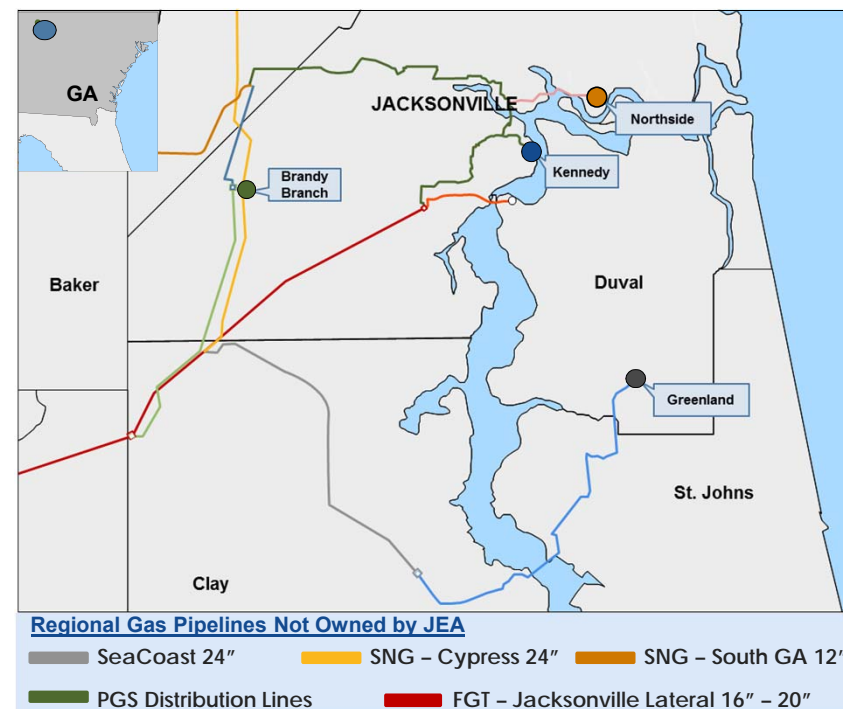 GA
JACKSONVILLE
Northside
Kennedy
Brandy
Branch
Baker
Duval
Greenland
St. Johns
Clay
Regional Gas Pipelines Not Owned by JEA
SeaCoast 24” SNG – Cypress 24” SNG – South GA 12”
PGS Distribution Lines FGT – Jacksonville Lateral 16” – 20”